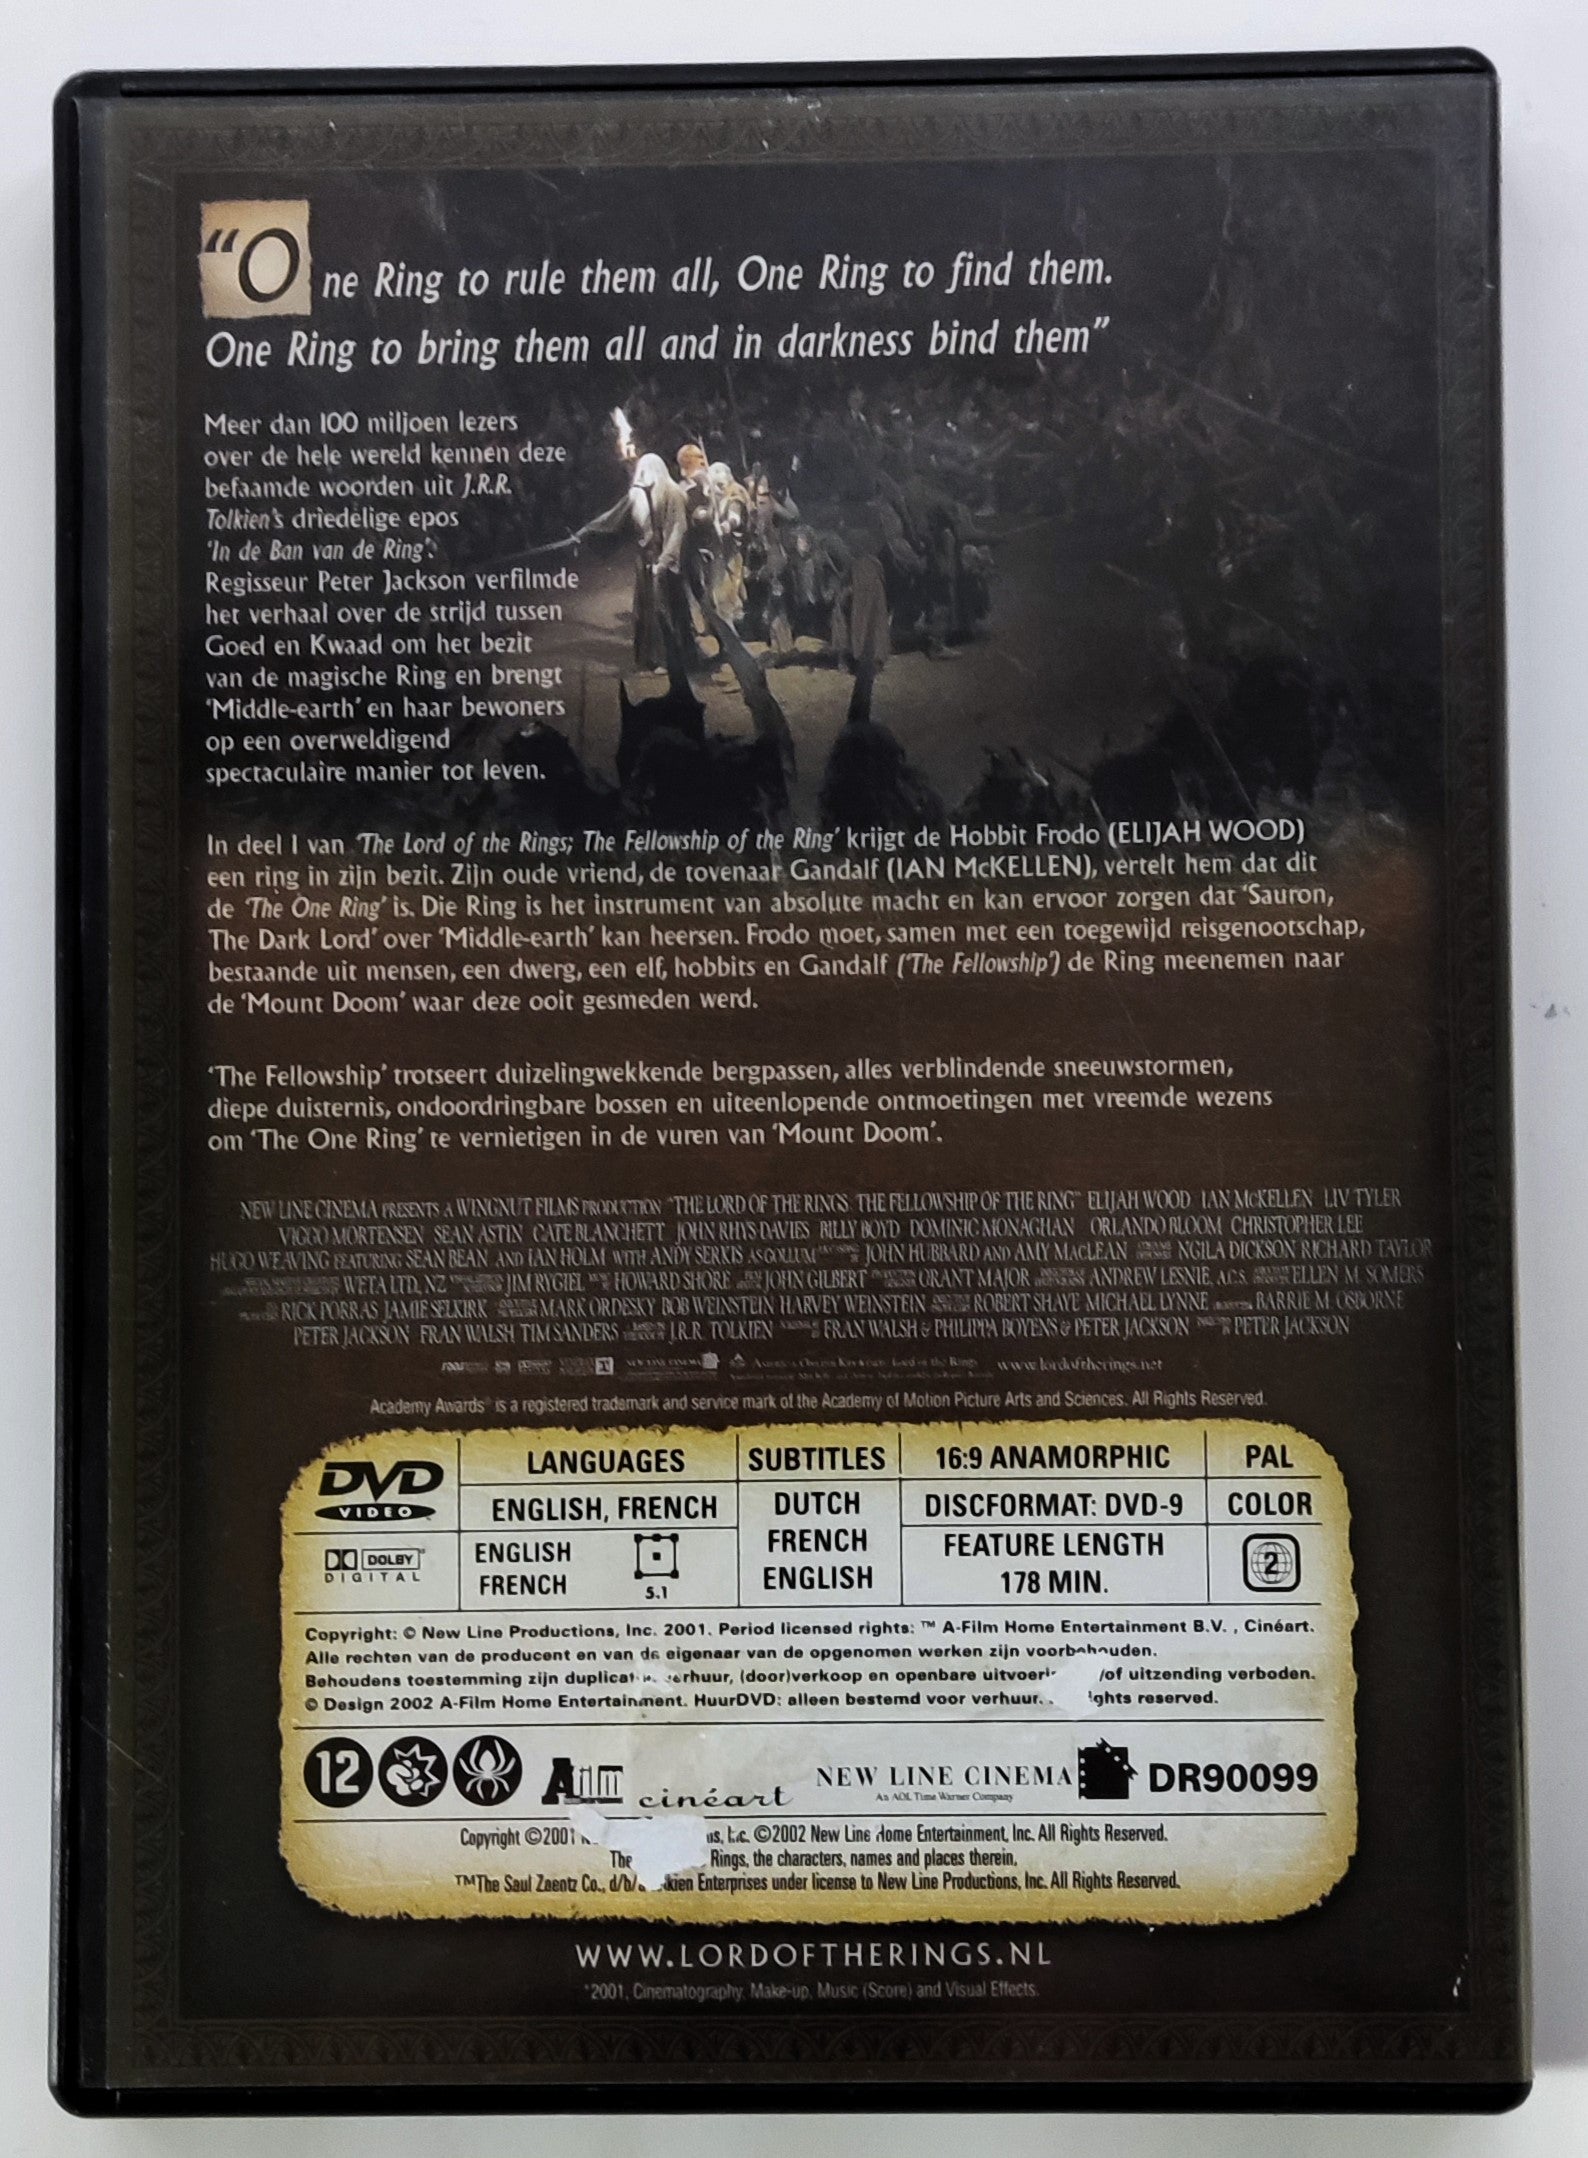 “One Ring to rule them all, One Ring to find them.
One Ring to bring them all and in darkness bind them”
Meer dan 100 miljoen lezers
over de hele wereld kennen deze
befaamde woorden uit J.R.R.
Tolkien's driedelige epos
‘In de Ban van de Ring’.
Regisseur Peter Jackson verfilmde
het verhaal over de strijd tussen
Goed en Kwaad om het bezit
van de magische Ring en brengt
‘Middle-earth’ en haar bewoners
op een overweldigend
spectaculaire manier tot leven.
In deel 1 van ‘The Lord of the Rings; The Fellowship of the Ring’ krijgt de Hobbit Frodo (ELIJAH WOOD)
een ring in zijn bezit. Zijn oude vriend, de tovenaar Gandalf (IAN McKELLEN), vertelt hem dat dit
de ‘The One Ring’ is. Die Ring is het instrument van absolute macht en kan ervoor zorgen dat ‘Sauron,
The Dark Lord’ over ‘Middle-earth’ kan heersen. Frodo moet, samen met een toegewijd reisgenootschap,
bestaande uit mensen, een dwerg, een elf, hobbits en Gandalf (‘The Fellowship’) de Ring meenemen naar
de ‘Mount Doom’ waar deze ooit gesmeden werd.
‘The Fellowship’ trotseert duizelingwekkende bergpassen, alles verblindende sneeuwstormen,
diepe duisternis, ondoordringbare bossen en uiteenlopende ontmoetingen met vreemde wezens
om ‘The One Ring’ te vernietigen in de vuren van ‘Mount Doom’.
NEW LINE CINEMA PRESENTS A WINGNUT FILMS PRODUCTION “THE LORD OF THE RINGS THE FELLOWSHIP OF THE RING” ELIJAH WOOD IAN McKELLEN LIV TYLER
VIGGO MORTENSEN SEAN ASTIN CATE BLANCHETT JOHN RHYS-DAVIES BILLY BOYD DOMINIC MONAGHAN ORLANDO BLOOM CHRISTOPHER LEE
HUGO WEAVING FEATURING SEAN BEAN AND IAN HOLM WITH ANDY SERKIS AS GOLLUM JOHN HUBBARD AND AMY MACLEAN NGILA DICKSON RICHARD TAYLOR
WETA LTD, NZ JIM RYGIEL HOWARD SHORE JOHN GILBERT GRANT MAJOR ANDREW LESNIE, A.C.S. ELLEN M. SOMERS
RICK PORRAS JAMIE SELKIRK MARK ORDESKY BOB WEINSTEIN HARVEY WEINSTEIN ROBERT SHAYE MICHAEL LYNNE BARRIE M. OSBORNE
PETER JACKSON FRAN WALSH TIM SANDERS J.R.R. TOLKIEN FRAN WALSH & PHILIPPA BOYENS & PETER JACKSON PETER JACKSON
www.lordoftherings.net
Academy Awards® is a registered trademark and service mark of the Academy of Motion Picture Arts and Sciences. All Rights Reserved.
DVD VIDEO LANGUAGES SUBTITLES 16:9 ANAMORPHIC PAL
ENGLISH, FRENCH DUTCH DISCFORMAT: DVD-9 COLOR
DOLBY DIGITAL ENGLISH FRENCH FEATURE LENGTH 2
FRENCH 5.1 ENGLISH 178 MIN.
Copyright: © New Line Productions, Inc. 2001. Period licensed rights: ™ A-Film Home Entertainment B.V. , Cinéart.
Alle rechten van de producent en van de eigenaar van de opgenomen werken zijn voorbehouden.
Behoudens toestemming zijn duplicat verhuur, (door)verkoop en openbare uitvoeri /of uitzending verboden.
© Design 2002 A-Film Home Entertainment. HuurDVD: alleen bestemd voor verhuur. ights reserved.
12 A film cinéart NEW LINE CINEMA DR90099
An AOL Time Warner Company
Copyright ©2001 Inc. ©2002 New Line Home Entertainment, Inc. All Rights Reserved.
The Rings, the characters, names and places therein,
™The Saul Zaentz Co., d/b/a Tolkien Enterprises under license to New Line Productions, Inc. All Rights Reserved.
WWW.LORDOFTHERINGS.NL
*2001, Cinematography, Make-up, Music (Score) and Visual Effects.